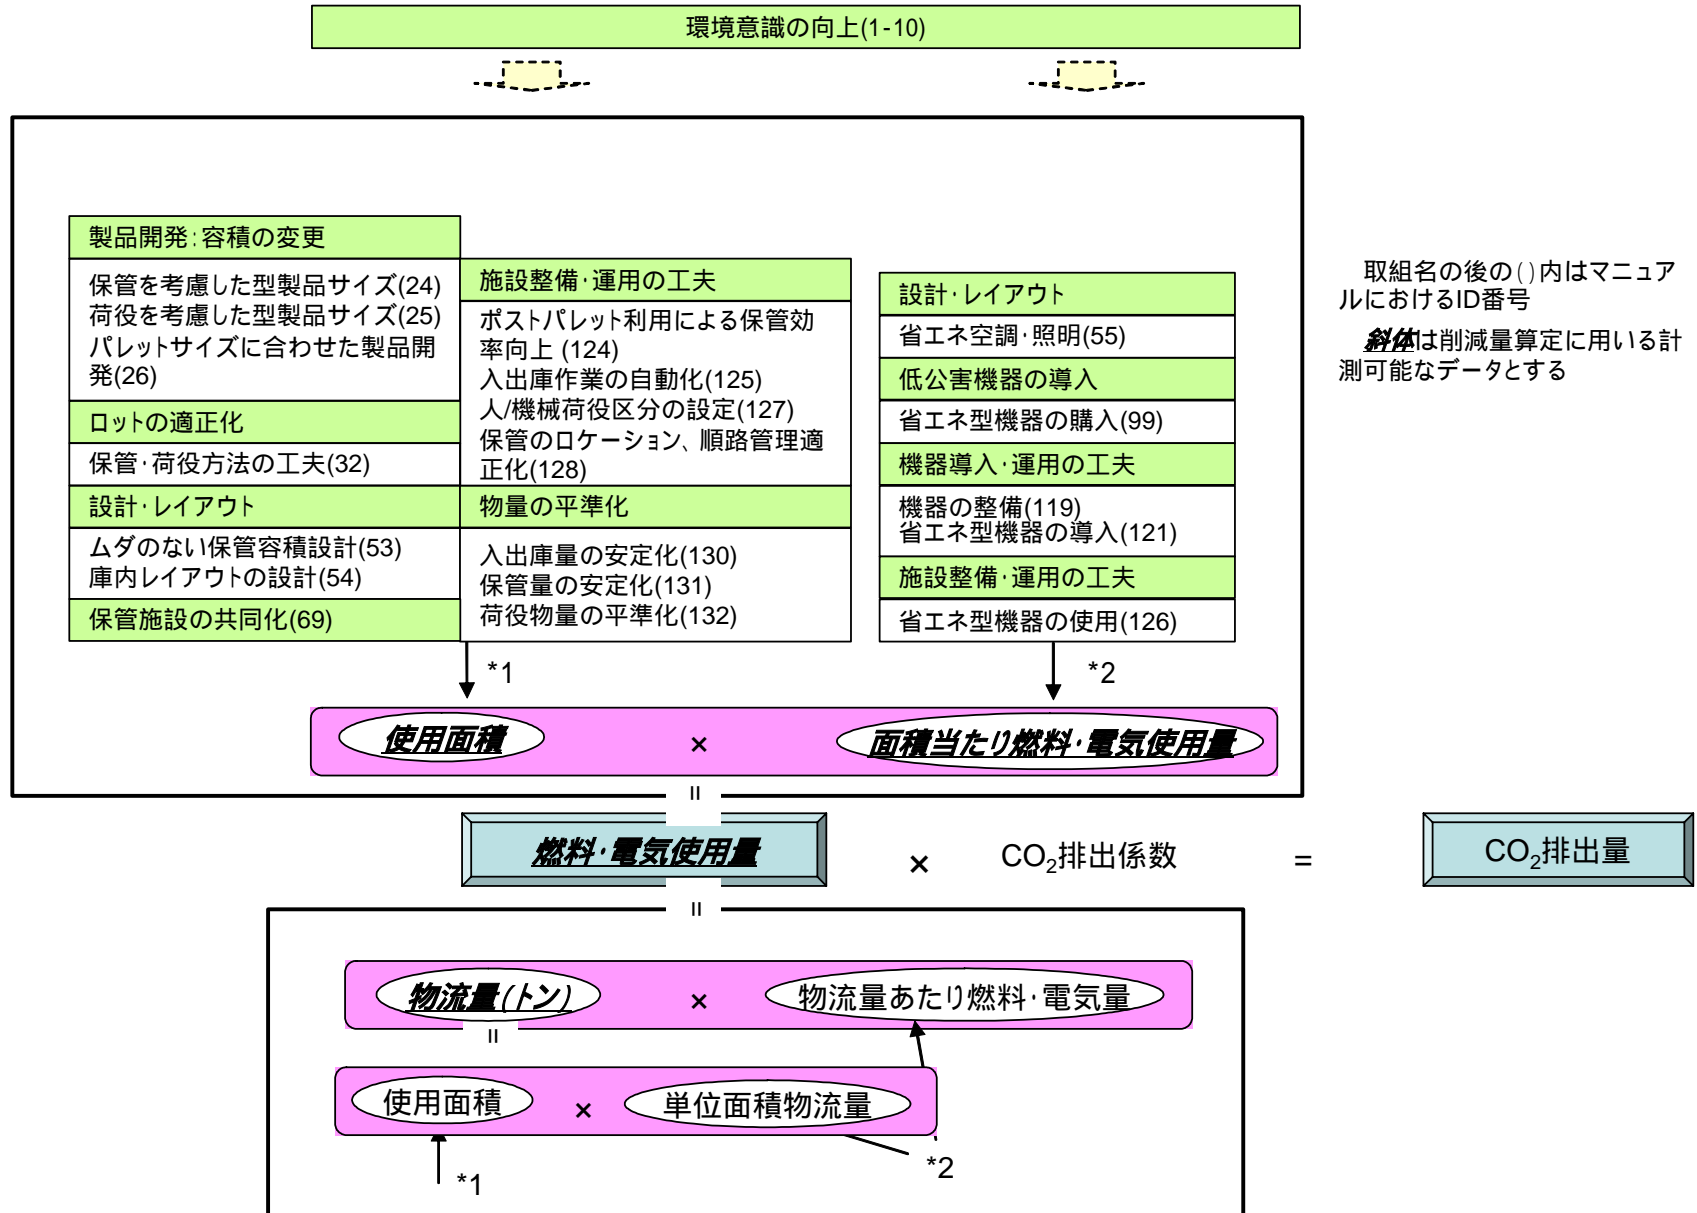 環境意識の向上(1-10)
製品開発:容積の変更
保管を考慮した型製品サイズ(24)
荷役を考慮した型製品サイズ(25)
パレットサイズに合わせた製品開
発(26)
ロットの適正化
保管・荷役方法の工夫(32)
設計・レイアウト
ムダのない保管容積設計(53)
庫内レイアウトの設計(54)
保管施設の共同化(69)
施設整備・運用の工夫
ポストパレット利用による保管効
率向上 (124)
入出庫作業の自動化(125)
人/機械荷役区分の設定(127)
保管のロケーション、順路管理適
正化(128)
物量の平準化
入出庫量の安定化(130)
保管量の安定化(131)
荷役物量の平準化(132)
設計・レイアウト
省エネ空調・照明(55)
低公害機器の導入
省エネ型機器の購入(99)
機器導入・運用の工夫
機器の整備(119)
省エネ型機器の導入(121)
施設整備・運用の工夫
省エネ型機器の使用(126)
取組名の後の()内はマニュア
ルにおけるID番号
斜体は削減量算定に用いる計
測可能なデータとする
*1
*2
使用面積 × 面積当たり燃料・電気使用量
=
燃料・電気使用量 × CO₂排出係数 = CO₂排出量
=
物流量(トン) × 物流量あたり燃料・電気量
=
使用面積 × 単位面積物流量
*1
*2